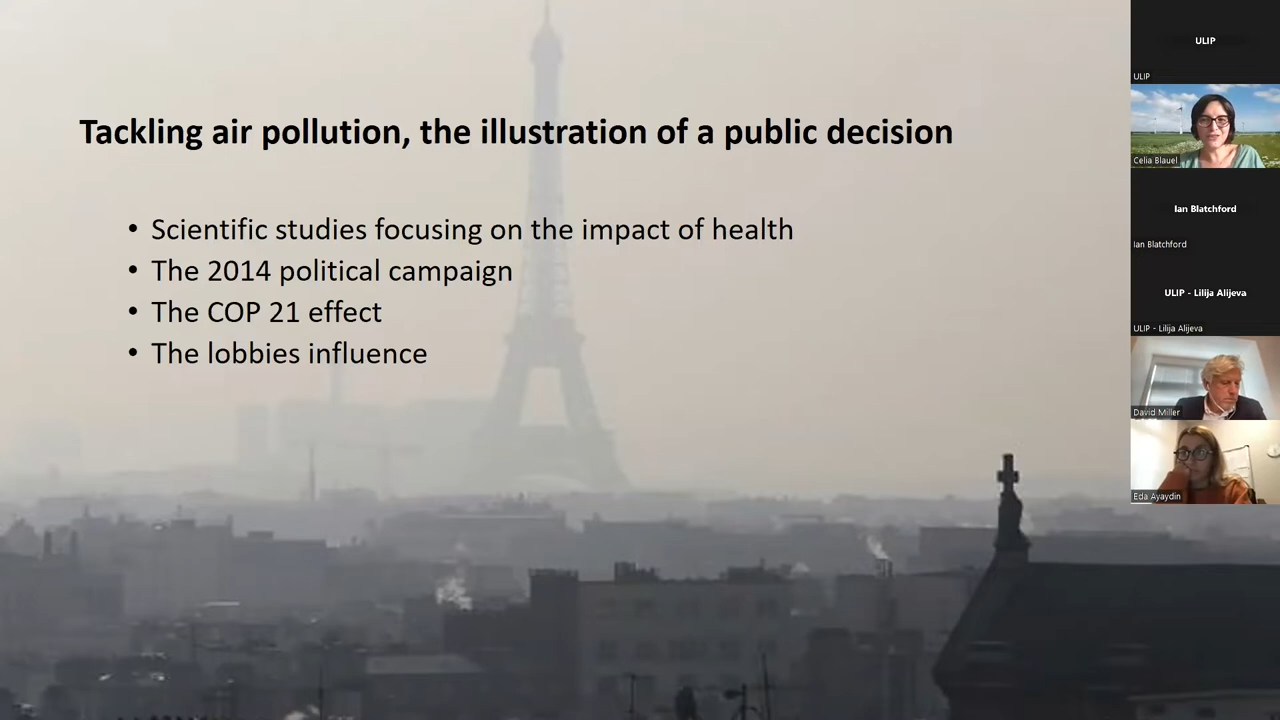 Tackling air pollution, the illustration of a public decision
• Scientific studies focusing on the impact of health
• The 2014 political campaign
• The COP 21 effect
• The lobbies influence
ULIP
ULIP
Celia Blauel
Ian Blatchford
Ian Blatchford
ULIP - Lilija Alijeva
ULIP - Lilija Alijeva
David Miller
Eda Ayaydin